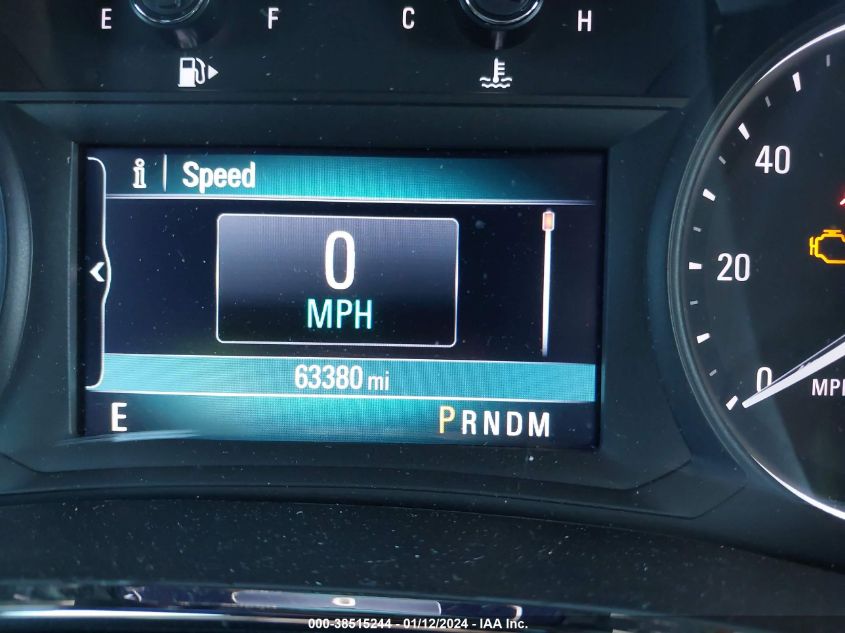 E F C H
i Speed
40
0
MPH
20
63380 mi
0
MPH
E PRNDM
000-38515244 - 01/12/2024 - IAA Inc.